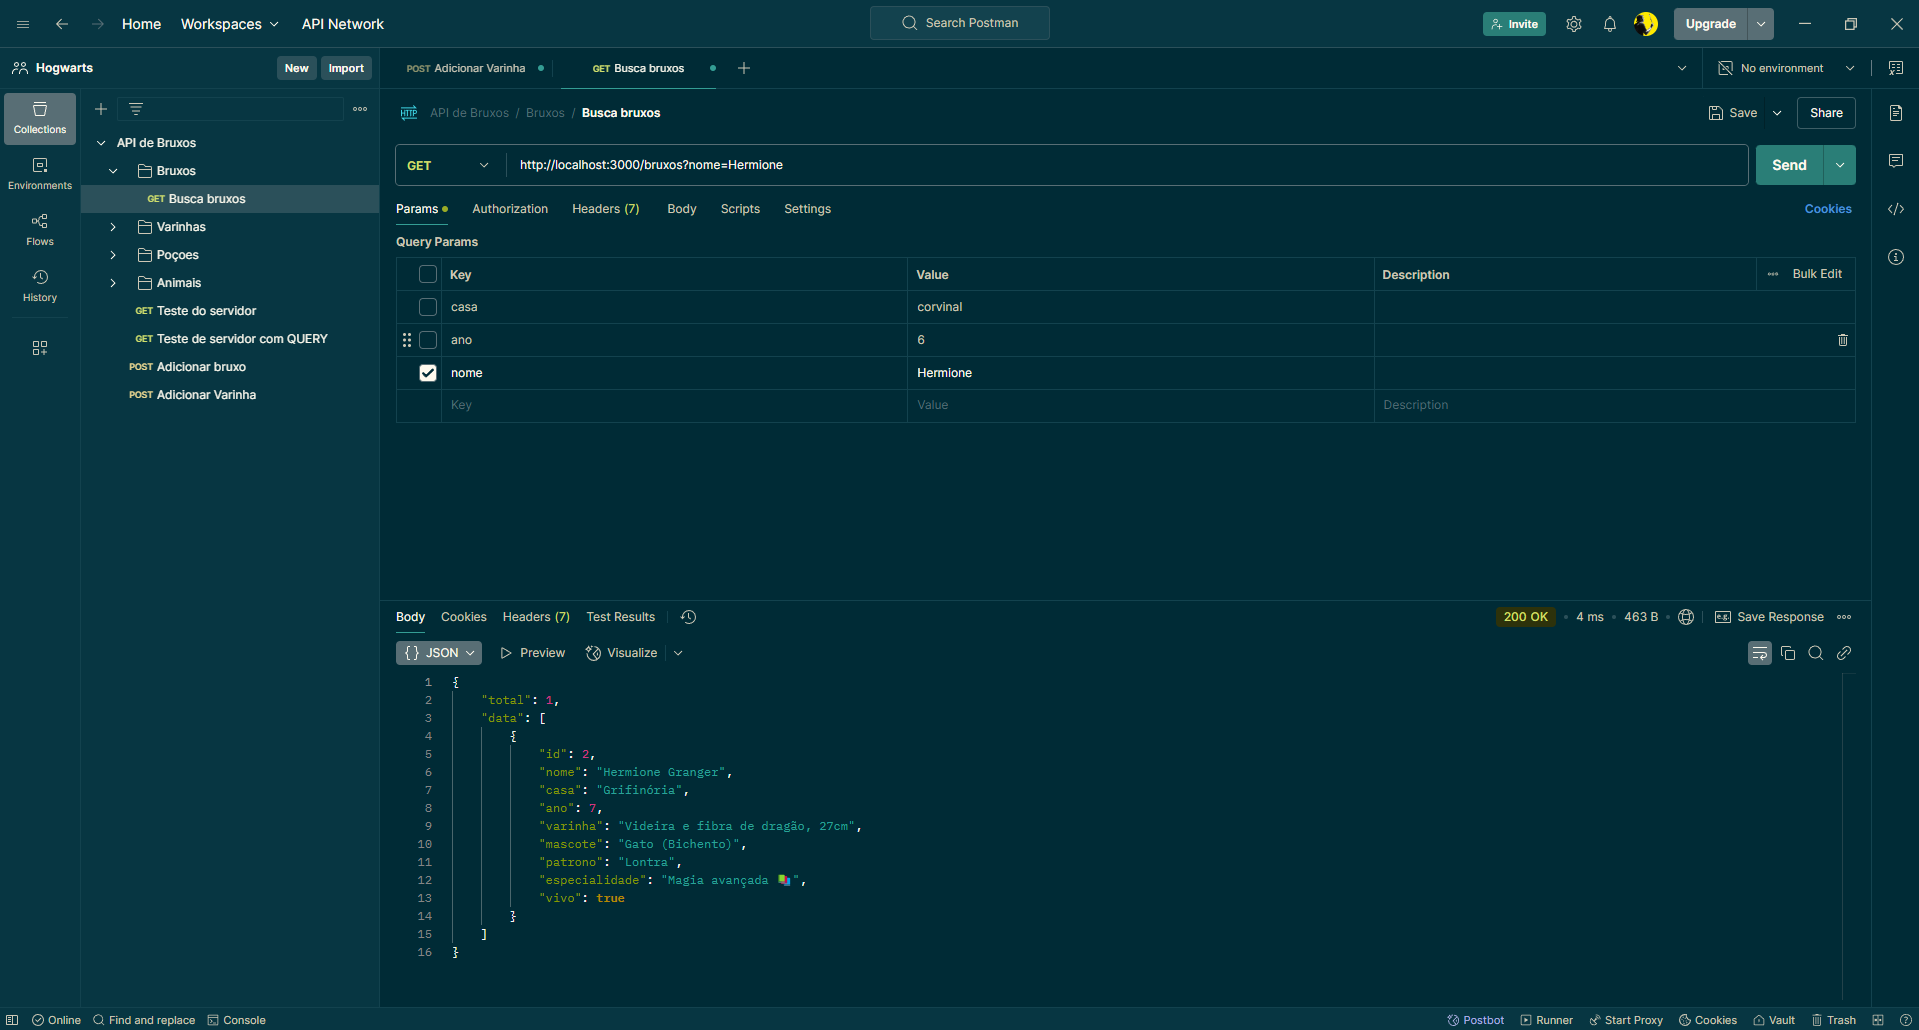 Home Workspaces API Network Search Postman Invite Upgrade
Hogwarts New Import POST Adicionar Varinha GET Busca bruxos No environment
Collections
Environments
Flows
History
API de Bruxos
Bruxos
GET Busca bruxos
Varinhas
Poçoes
Animais
GET Teste do servidor
GET Teste de servidor com QUERY
POST Adicionar bruxo
POST Adicionar Varinha
HTTP API de Bruxos / Bruxos / Busca bruxos Save Share
GET http://localhost:3000/bruxos?nome=Hermione Send
Params Authorization Headers (7) Body Scripts Settings Cookies
Query Params
Key Value Description Bulk Edit
casa corvinal
ano 6
nome Hermione
Key Value Description
Body Cookies Headers (7) Test Results 200 OK 4 ms 463 B e.g. Save Response
{ } JSON Preview Visualize
1 {
2 "total": 1,
3 "data": [
4 {
5 "id": 2,
6 "nome": "Hermione Granger",
7 "casa": "Grifinória",
8 "ano": 7,
9 "varinha": "Videira e fibra de dragão, 27cm",
10 "mascote": "Gato (Bichento)",
11 "patrono": "Lontra",
12 "especialidade": "Magia avançada 📚",
13 "vivo": true
14 }
15 ]
16 }
Online Find and replace Console Postbot Runner Start Proxy Cookies Vault Trash